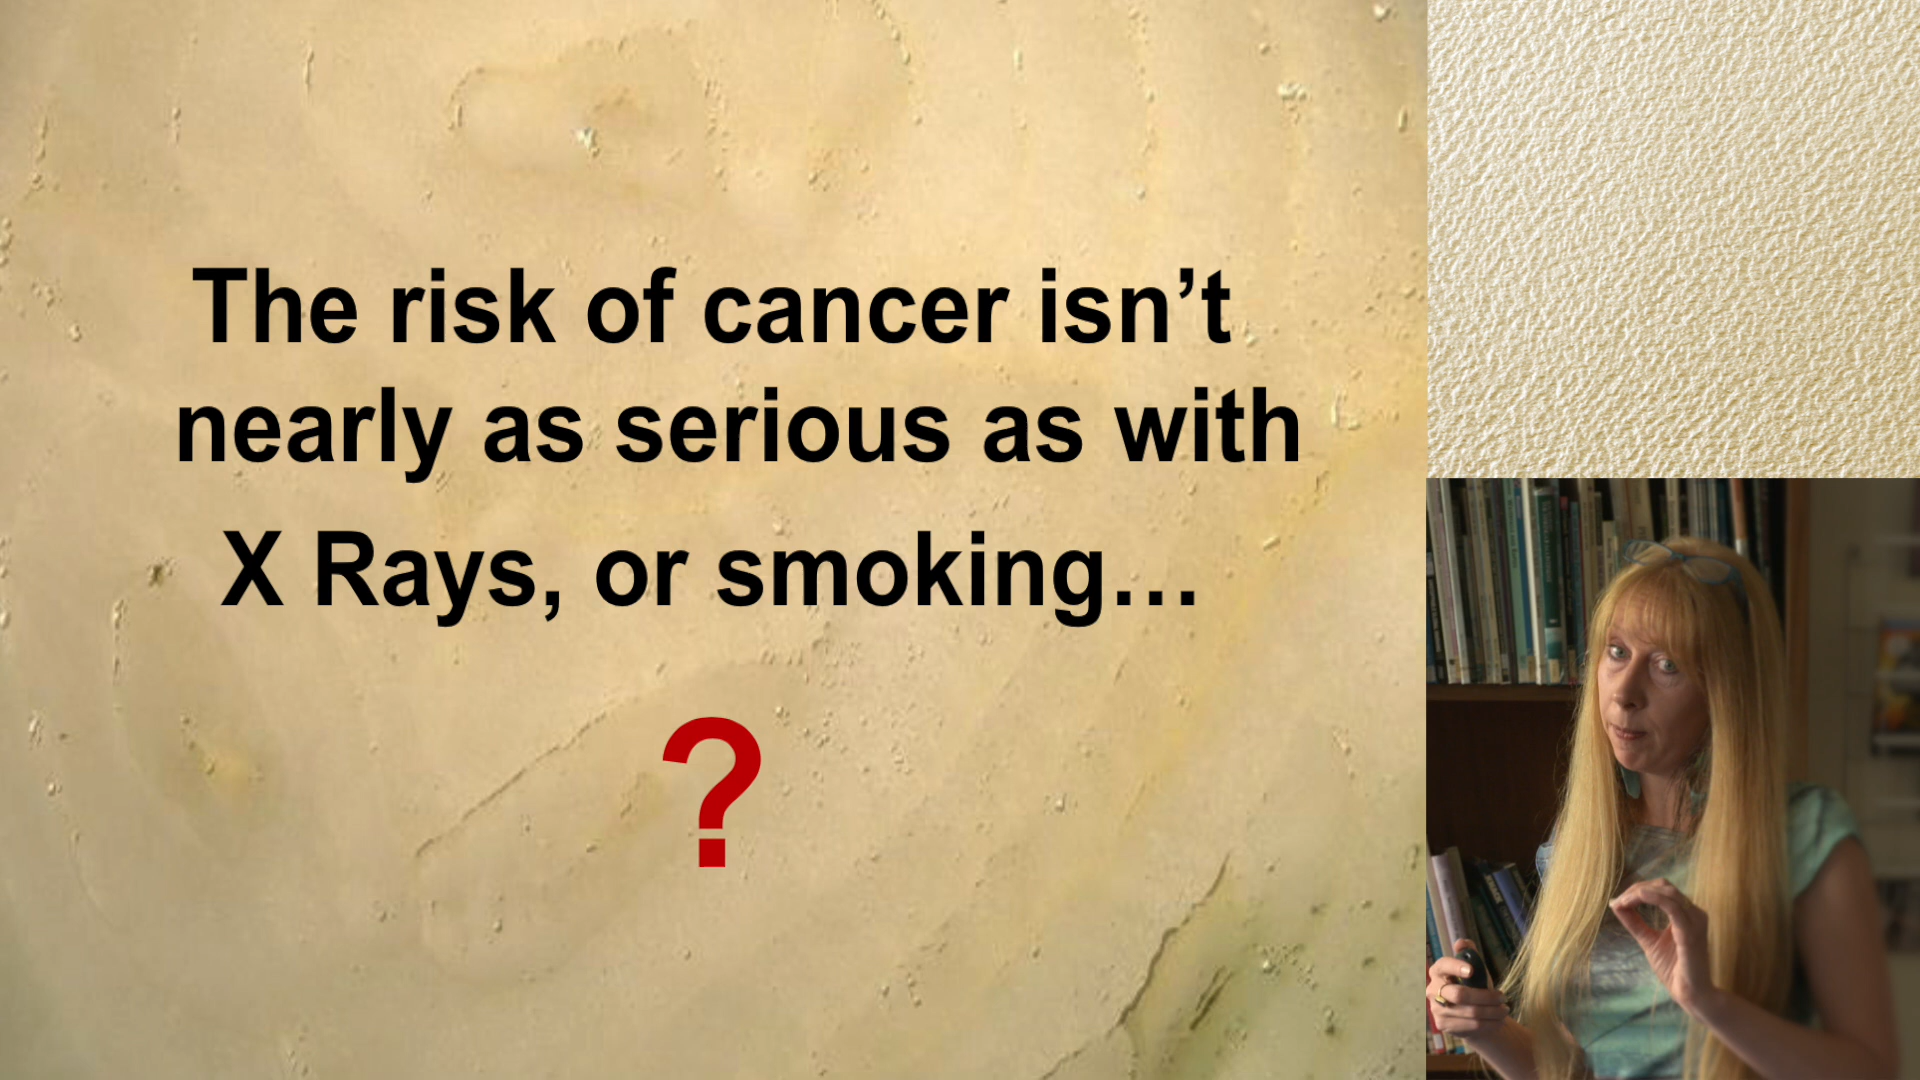 The risk of cancer isn’t
nearly as serious as with
X Rays, or smoking…
?